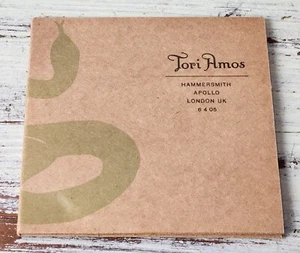 Tori Amos
HAMMERSMITH
APOLLO
LONDON UK
6 4 05